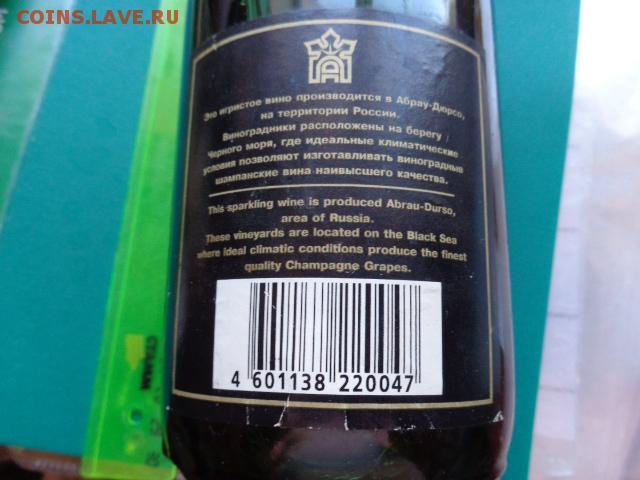 COINS.LAVE.RU
Это игристое вино производится в Абрау-Дюрсо,
на территории России.
Виноградники расположены на берегу
Черного моря, где идеальные климатические
условия позволяют изготавливать виноградные
шампанские вина наивысшего качества.
This sparkling wine is produced Abrau-Durso,
area of Russia.
These vineyards are located on the Black Sea
where ideal climatic conditions produce the finest
quality Champagne Grapes.
4 601138 220047